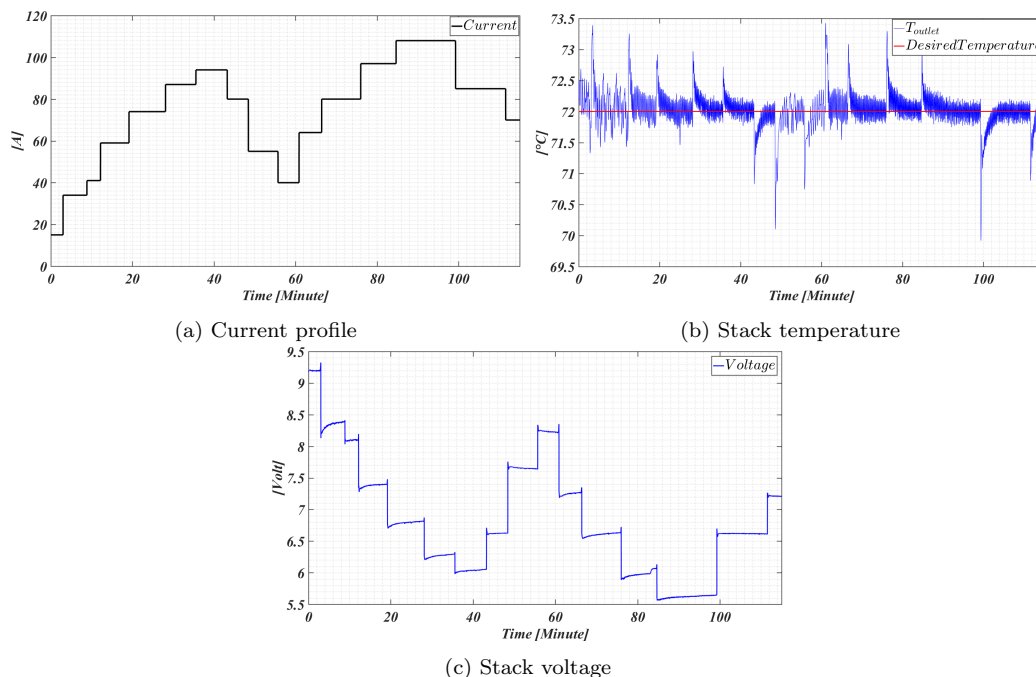 120
100
80
60
40
20
0
[A]
0 20 40 60 80 100
Time [Minute]
Current
(a) Current profile
73.5
73
72.5
72
71.5
71
70.5
70
69.5
[°C]
0 20 40 60 80 100
Time [Minute]
T_outlet
DesiredTemperature
(b) Stack temperature
9.5
9
8.5
8
7.5
7
6.5
6
5.5
[Volt]
0 20 40 60 80 100
Time [Minute]
Voltage
(c) Stack voltage